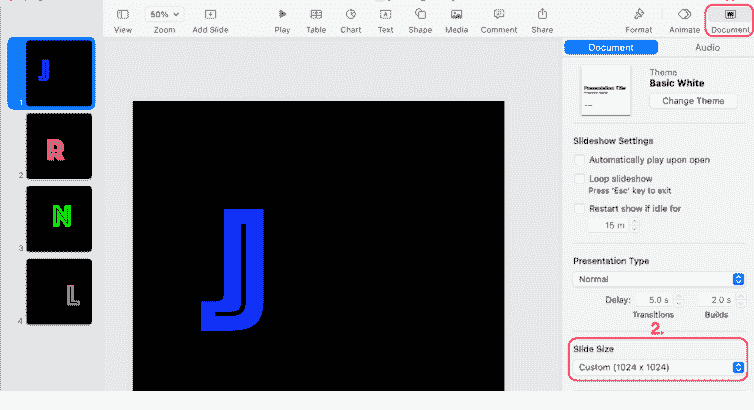 50%
View
Zoom
Add Slide
Play
Table
Chart
Text
Shape
Media
Comment
Share
Format
Animate
Document
Document
Audio
J
1
R
2
N
3
L
4
J
Presentation Title
Theme
Basic White
Change Theme
Slideshow Settings
Automatically play upon open
Loop slideshow
Press 'Esc' key to exit
Restart show if idle for
15 m
Presentation Type
Normal
Delay: 5.0 s 2.0 s
Transitions Builds
2.
Slide Size
Custom (1024 x 1024)